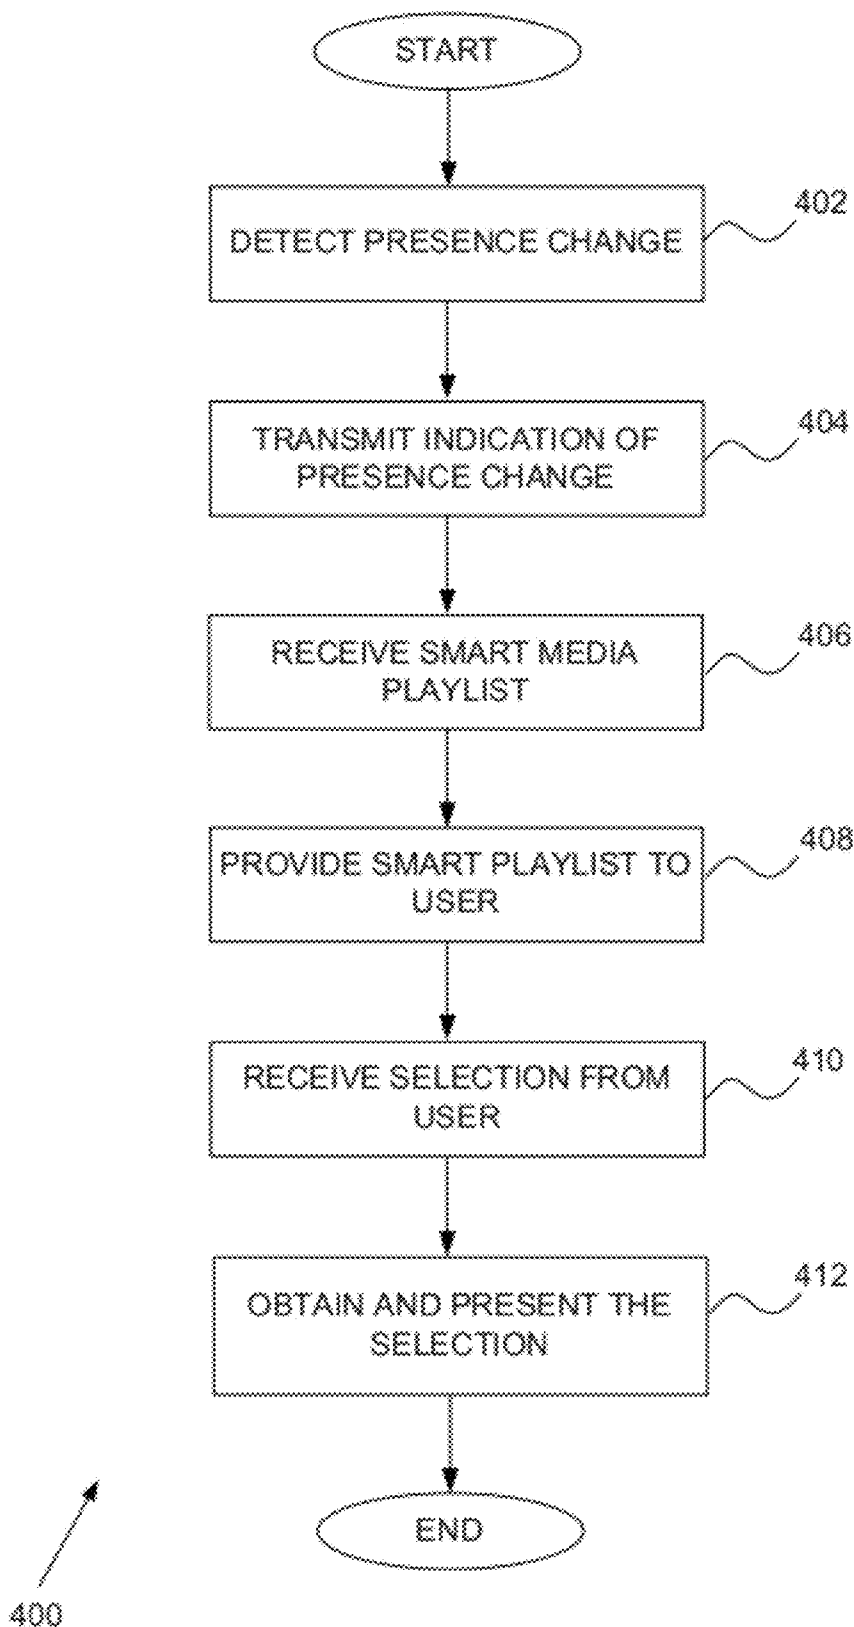 START
402
DETECT PRESENCE CHANGE
404
TRANSMIT INDICATION OF
PRESENCE CHANGE
406
RECEIVE SMART MEDIA
PLAYLIST
408
PROVIDE SMART PLAYLIST TO
USER
410
RECEIVE SELECTION FROM
USER
412
OBTAIN AND PRESENT THE
SELECTION
END
400